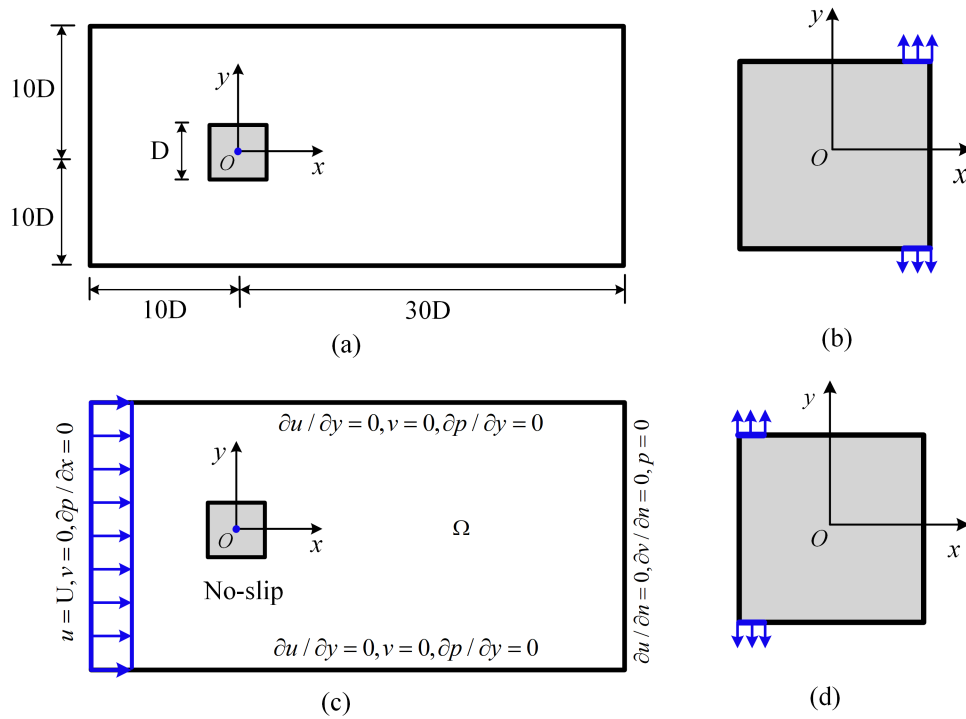 10D
10D
D
y
O
x
10D
30D
(a)
y
O
x
(b)
u = U, v = 0, ∂p / ∂x = 0
∂u / ∂y = 0, v = 0, ∂p / ∂y = 0
y
O
x
Ω
No-slip
∂u / ∂y = 0, v = 0, ∂p / ∂y = 0
∂u / ∂n = 0, ∂v / ∂n = 0, p = 0
(c)
y
O
x
(d)